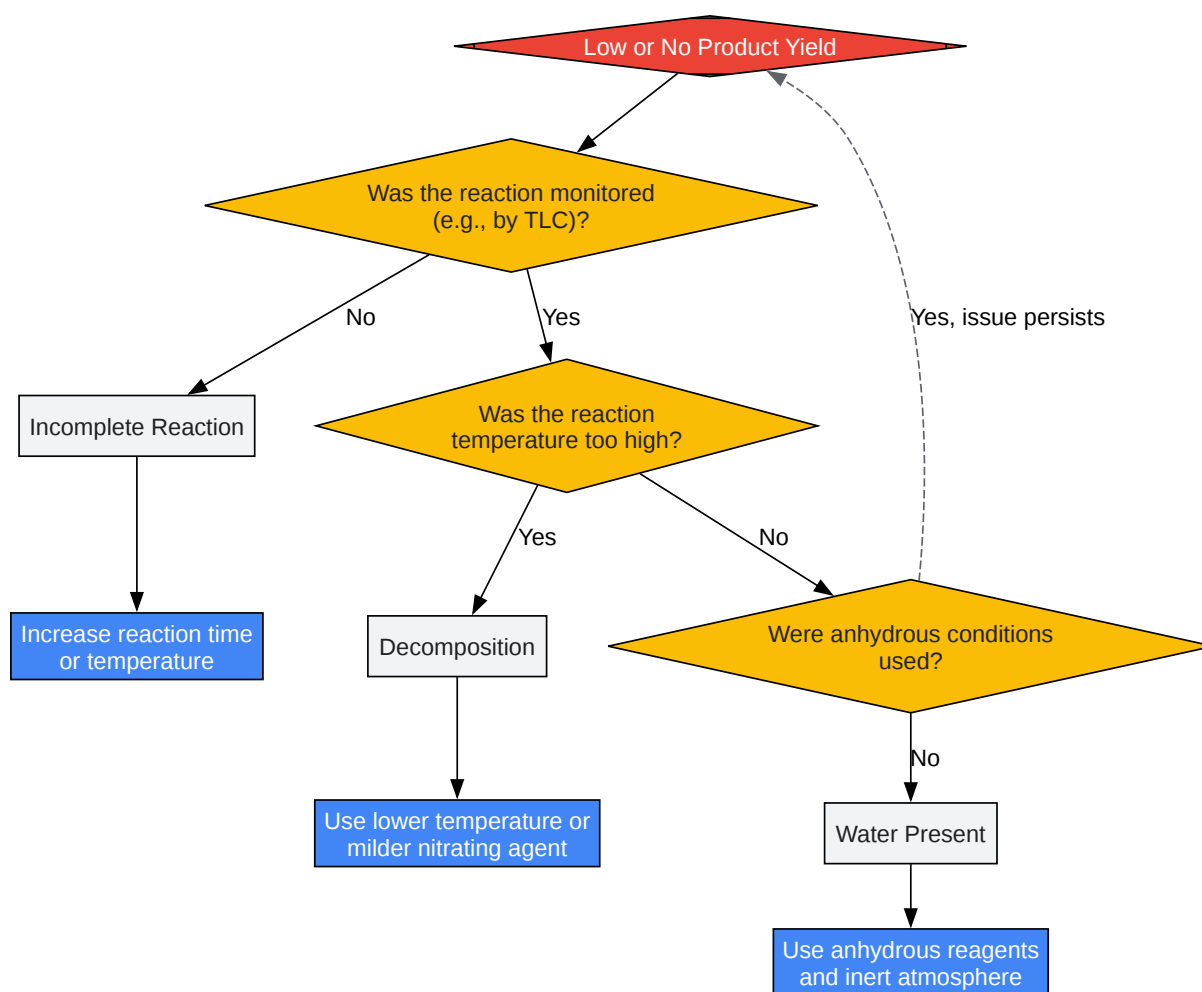 Low or No Product Yield
Was the reaction monitored
(e.g., by TLC)?
No
Yes
Yes, issue persists
Incomplete Reaction
Was the reaction
temperature too high?
Yes
No
Increase reaction time
or temperature
Decomposition
Were anhydrous conditions
used?
No
Use lower temperature or
milder nitrating agent
Water Present
Use anhydrous reagents
and inert atmosphere